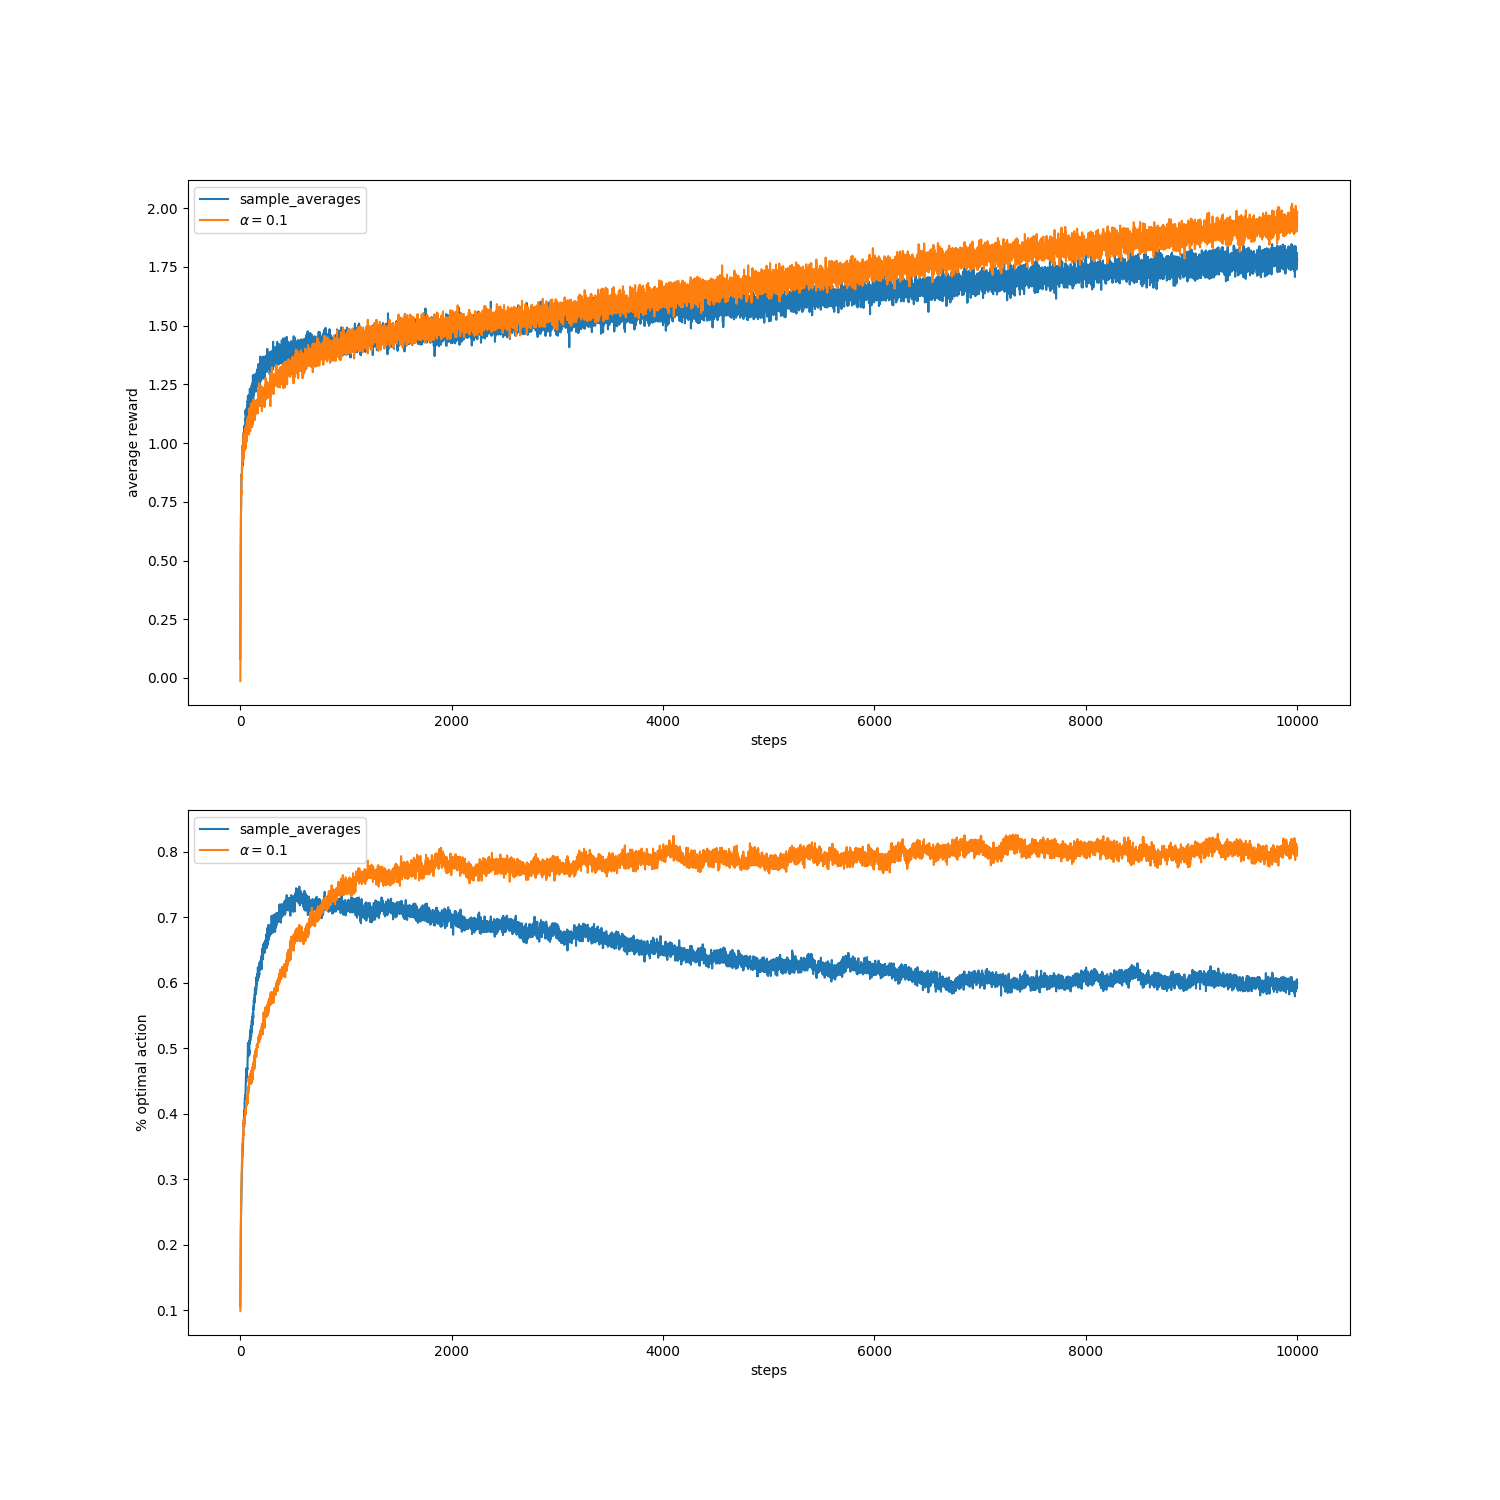 sample_averages
α = 0.1
2.00
1.75
1.50
1.25
1.00
0.75
0.50
0.25
0.00
average reward
0 2000 4000 6000 8000 10000
steps
sample_averages
α = 0.1
0.8
0.7
0.6
0.5
0.4
0.3
0.2
0.1
% optimal action
0 2000 4000 6000 8000 10000
steps